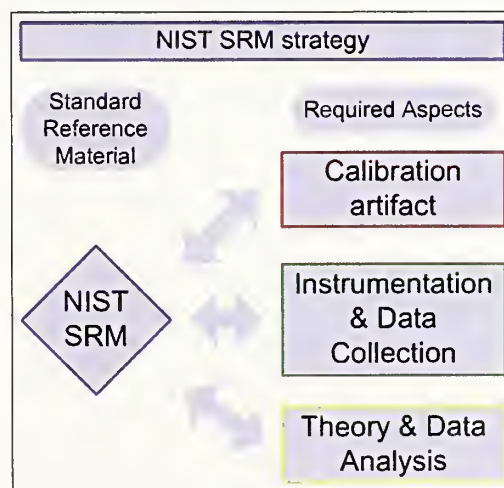 NIST SRM strategy
Standard
Reference
Material
Required Aspects
Calibration
artifact
NIST
SRM
Instrumentation
& Data
Collection
Theory & Data
Analysis